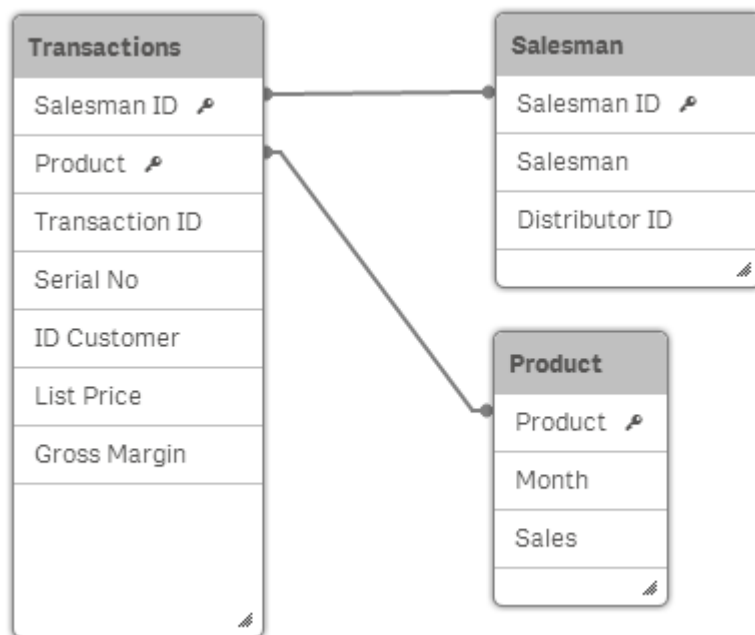 Transactions
Salesman ID
Product
Transaction ID
Serial No
ID Customer
List Price
Gross Margin
Salesman
Salesman ID
Salesman
Distributor ID
Product
Product
Month
Sales